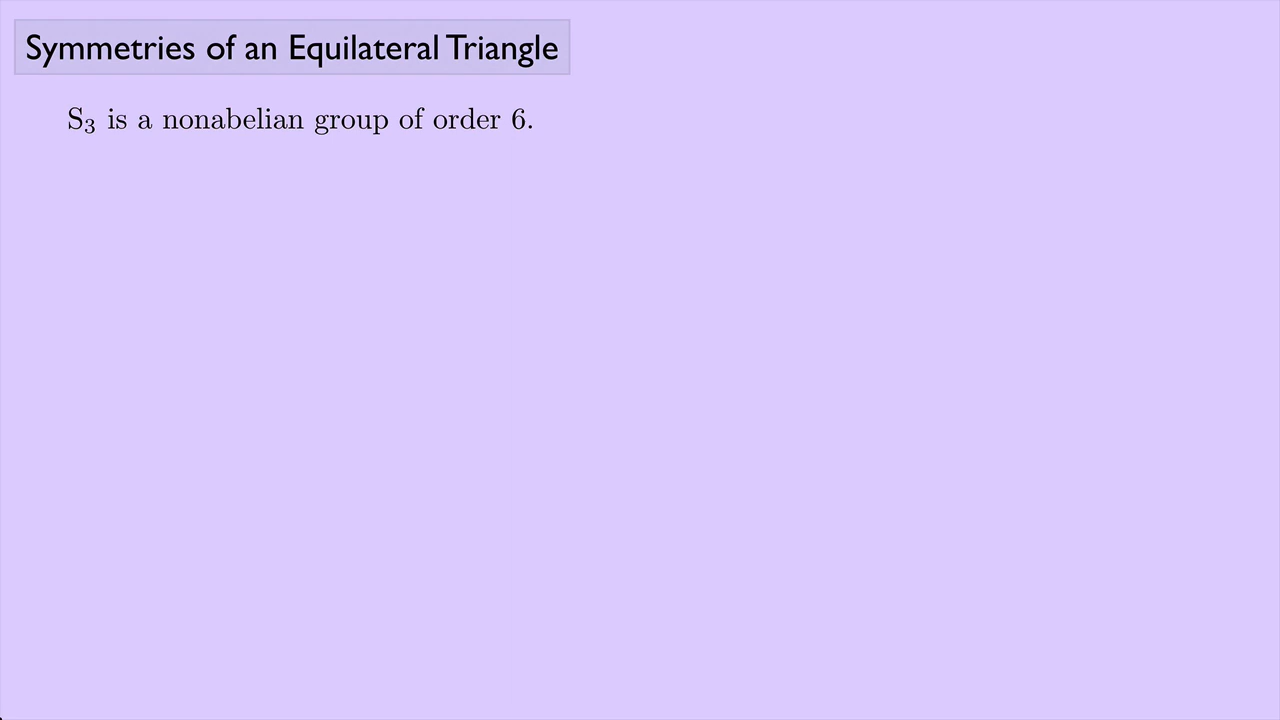 Symmetries of an Equilateral Triangle
S₃ is a nonabelian group of order 6.